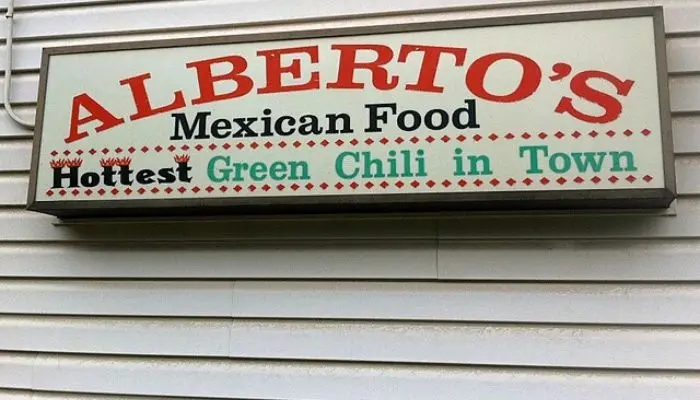 ALBERTO'S
Mexican Food
Hottest Green Chili in Town